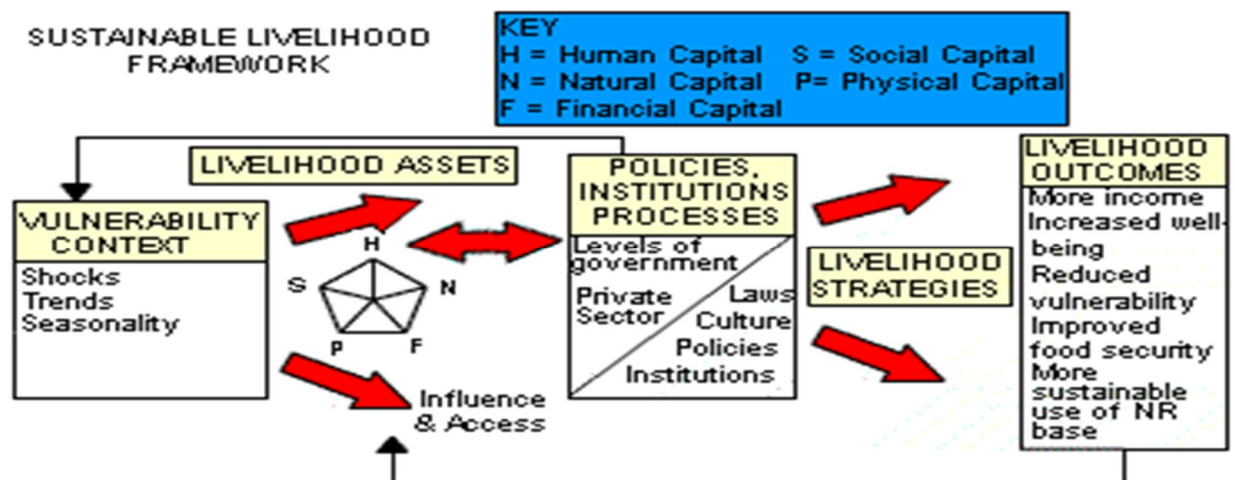 SUSTAINABLE LIVELIHOOD
FRAMEWORK
KEY
H = Human Capital S = Social Capital
N = Natural Capital P= Physical Capital
F = Financial Capital
LIVELIHOOD ASSETS
VULNERABILITY
CONTEXT
Shocks
Trends
Seasonality
H
S
N
P
F
Influence
& Access
POLICIES,
INSTITUTIONS
PROCESSES
Levels of
government
Private
Sector
Laws
Culture
Policies
Institutions
LIVELIHOOD
STRATEGIES
LIVELIHOOD
OUTCOMES
More income
Increased well-
being
Reduced
vulnerability
Improved
food security
More
sustainable
use of NR
base